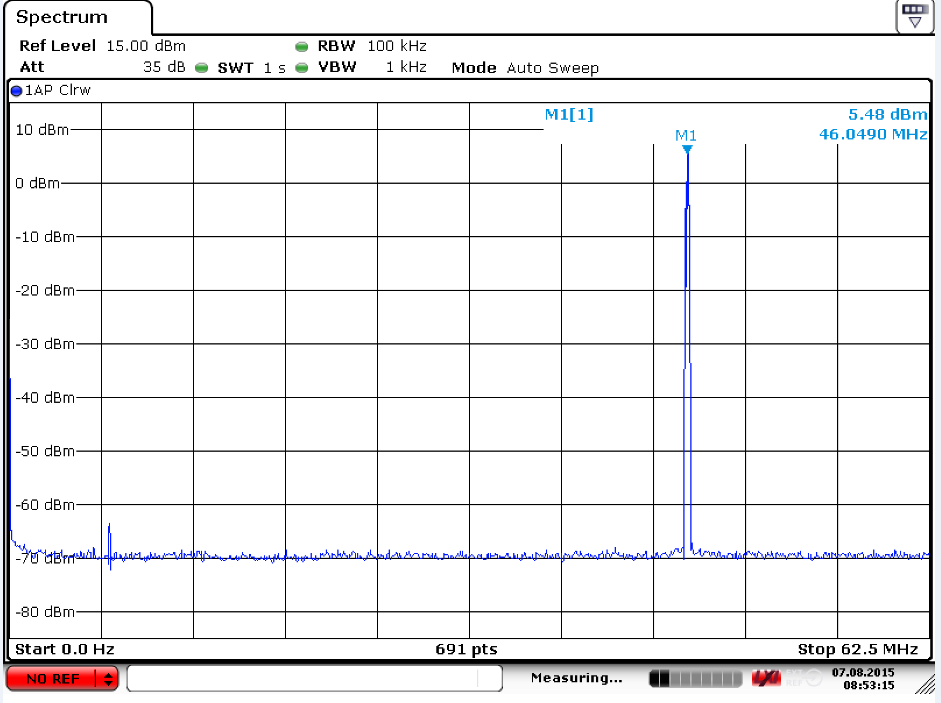 Spectrum
Ref Level 15.00 dBm RBW 100 kHz
Att 35 dB SWT 1 s VBW 1 kHz Mode Auto Sweep
1AP Clrw
M1[1] 5.48 dBm
46.0490 MHz
M1
10 dBm
0 dBm
-10 dBm
-20 dBm
-30 dBm
-40 dBm
-50 dBm
-60 dBm
-70 dBm
-80 dBm
Start 0.0 Hz 691 pts Stop 62.5 MHz
NO REF Measuring... 07.08.2015
08:53:15